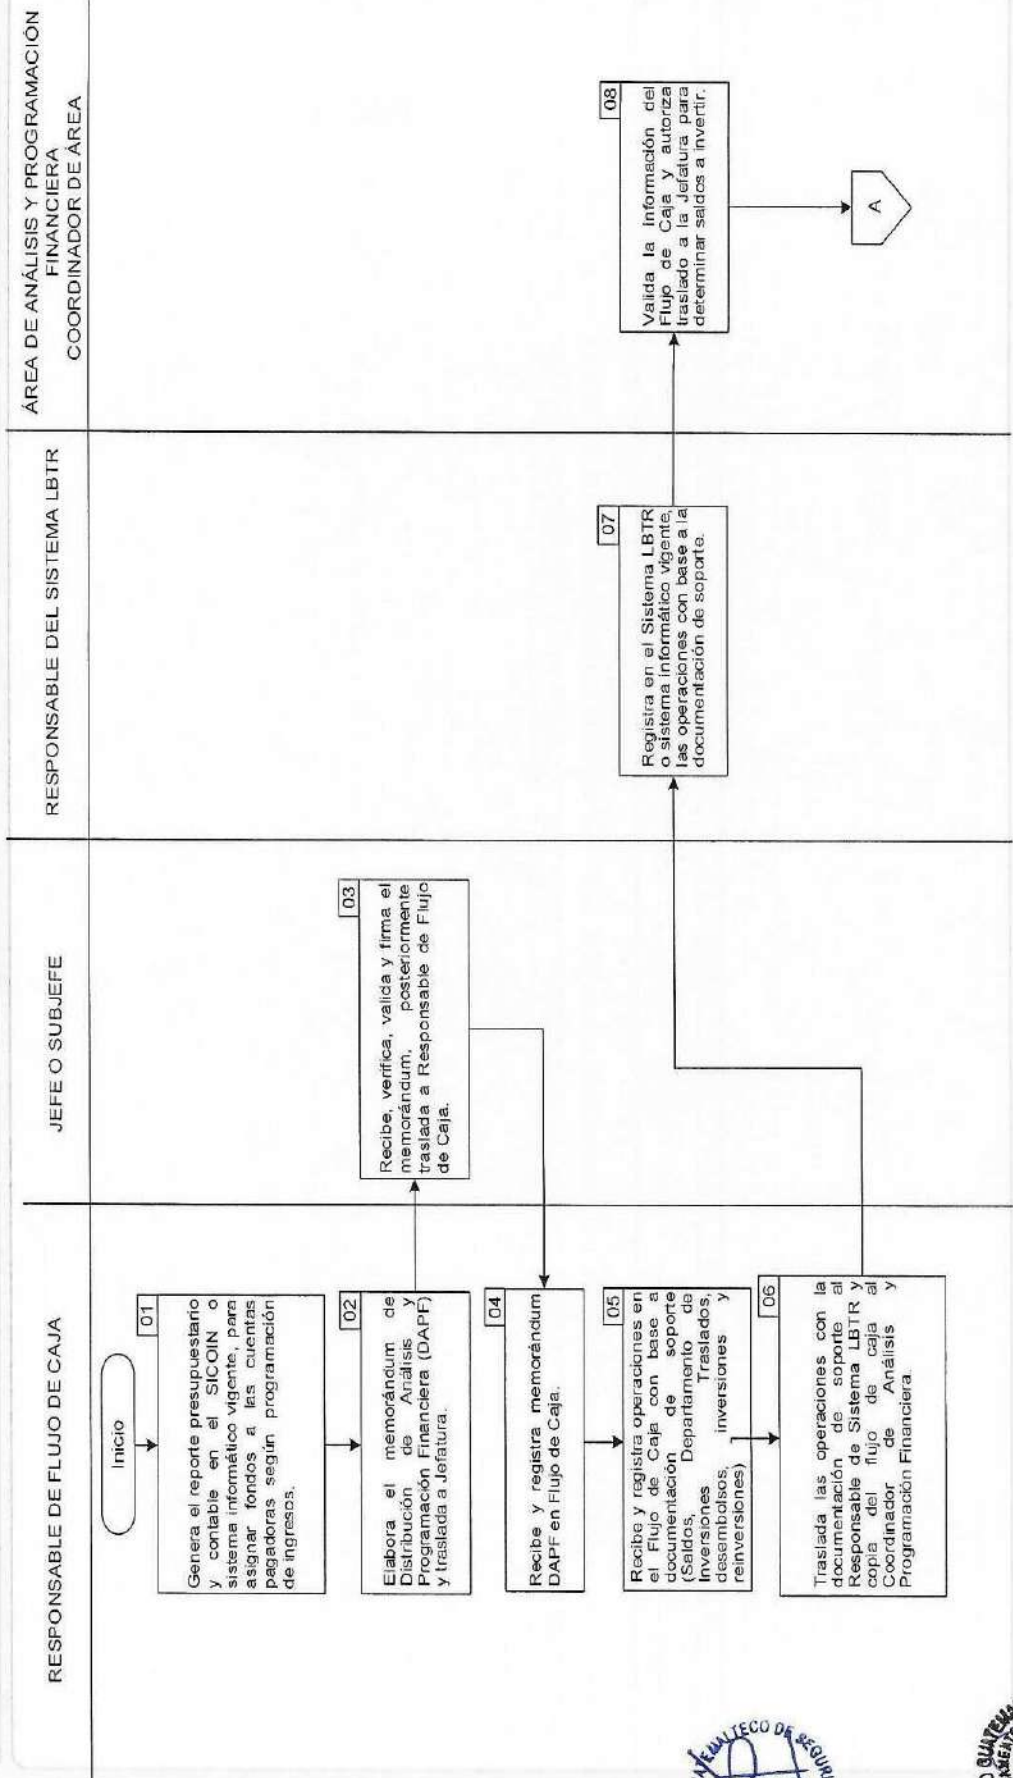 RESPONSABLE DE FLUJO DE CAJA
JEFE O SUBJEFE
RESPONSABLE DEL SISTEMA LBTR
ÁREA DE ANÁLISIS Y PROGRAMACIÓN
FINANCIERA
COORDINADOR DE ÁREA
Inicio
01
Genera el reporte presupuestario
y contable en el SICOIN o
sistema informático vigente, para
asignar fondos a las cuentas
pagadoras según programación
de ingresos.
02
Elabora el memorándum de
Distribución de Análisis y
Programación Financiera (DAPF)
y traslada a Jefatura.
03
Recibe, verifica, valida y firma el
memorándum, posteriormente
traslada a Responsable de Flujo
de Caja.
04
Recibe y registra memorándum
DAPF en Flujo de Caja.
05
Recibe y registra operaciones en
el Flujo de Caja con base a
documentación de soporte
(Saldos, Departamento de
Inversiones Traslados,
desembolsos, inversiones y
reinversiones)
06
Traslada las operaciones con la
documentación de soporte al
Responsable de Sistema LBTR y
copia del flujo de caja al
Coordinador de Análisis y
Programación Financiera.
07
Registra en el Sistema LBTR
o sistema informático vigente,
las operaciones con base a la
documentación de soporte.
08
Valida la información del
Flujo de Caja y autoriza
traslado a la Jefatura para
determinar saldos a invertir.
A